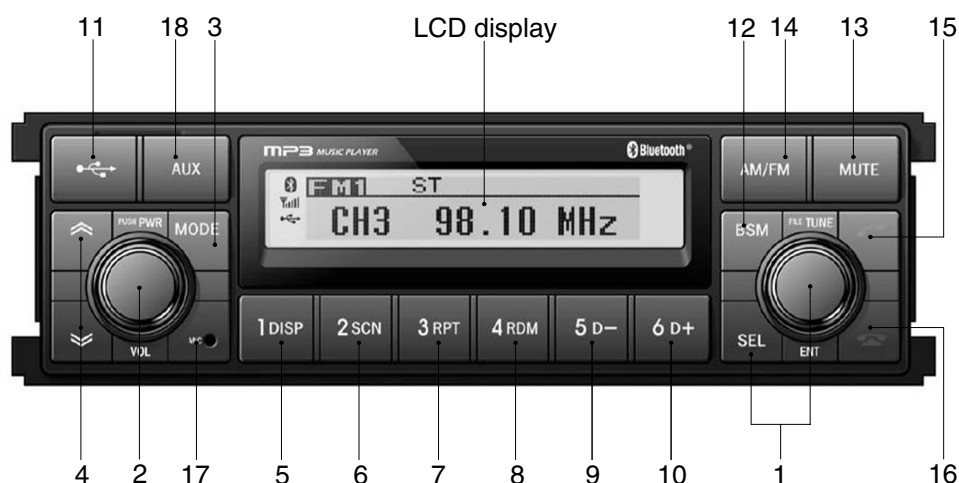 11 18 3 LCD display 12 14 13 15
MP3 MUSIC PLAYER Bluetooth®
AUX AM/FM MUTE
FM1 ST
CH3 98.10 MHz
PUSH PWR MODE BSM FILE TUNE
1 DISP 2 SCN 3 RPT 4 RDM 5 D− 6 D+
VOL MIC SEL ENT
4 2 17 5 6 7 8 9 10 1 16